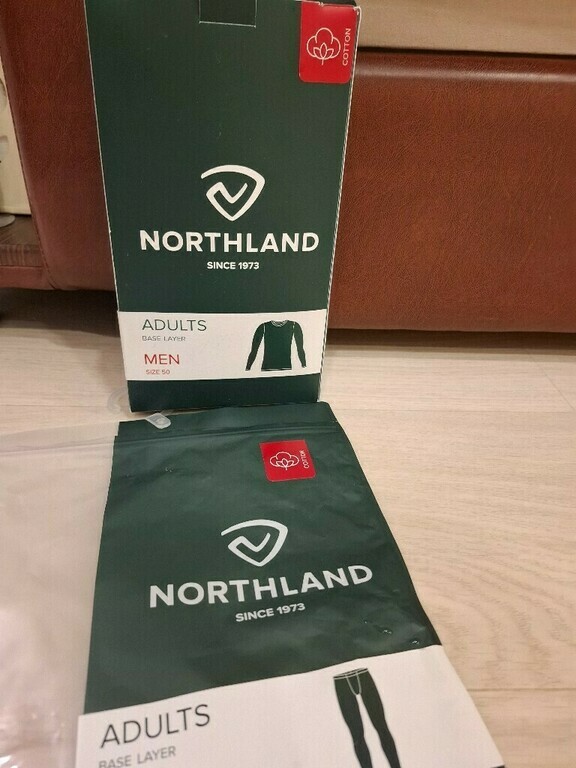 COTTON
NORTHLAND
SINCE 1973
ADULTS
BASE LAYER
MEN
SIZE 50
COTTON
NORTHLAND
SINCE 1973
ADULTS
BASE LAYER